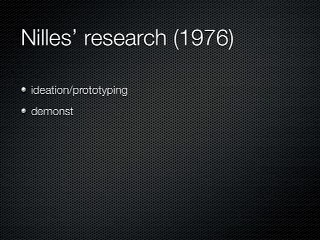 Nilles’ research (1976)
ideation/prototyping
demonst